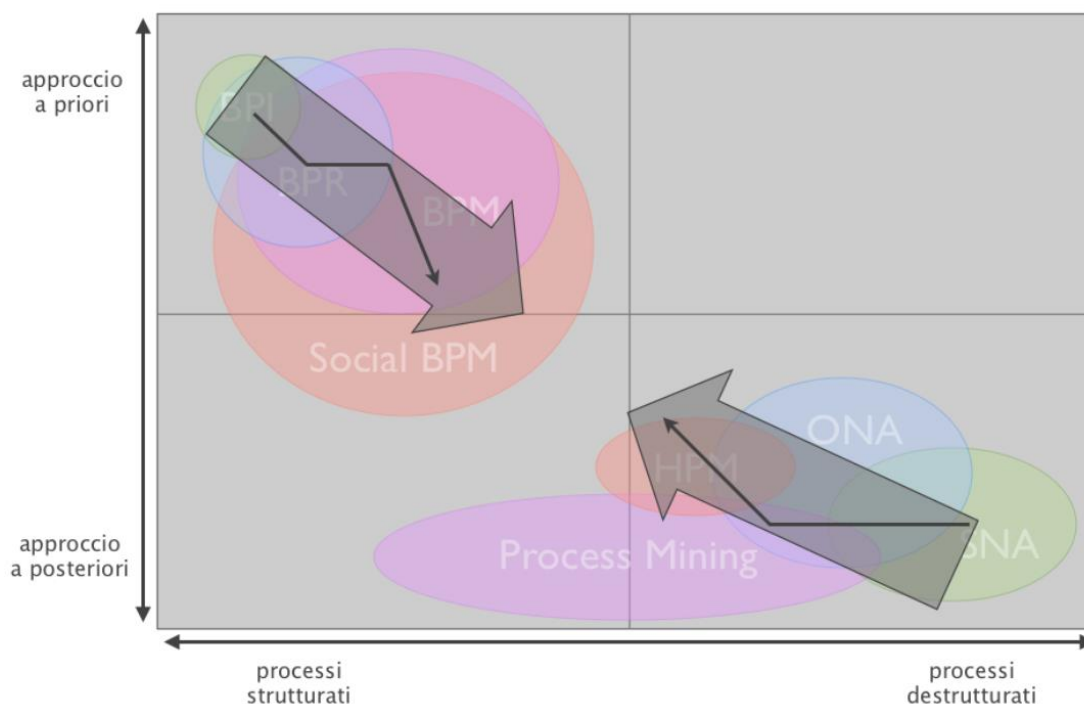 approccio
a priori
BPI
BPR
BPM
Social BPM
ONA
HPM
SNA
Process Mining
approccio
a posteriori
processi
strutturati
processi
destrutturati